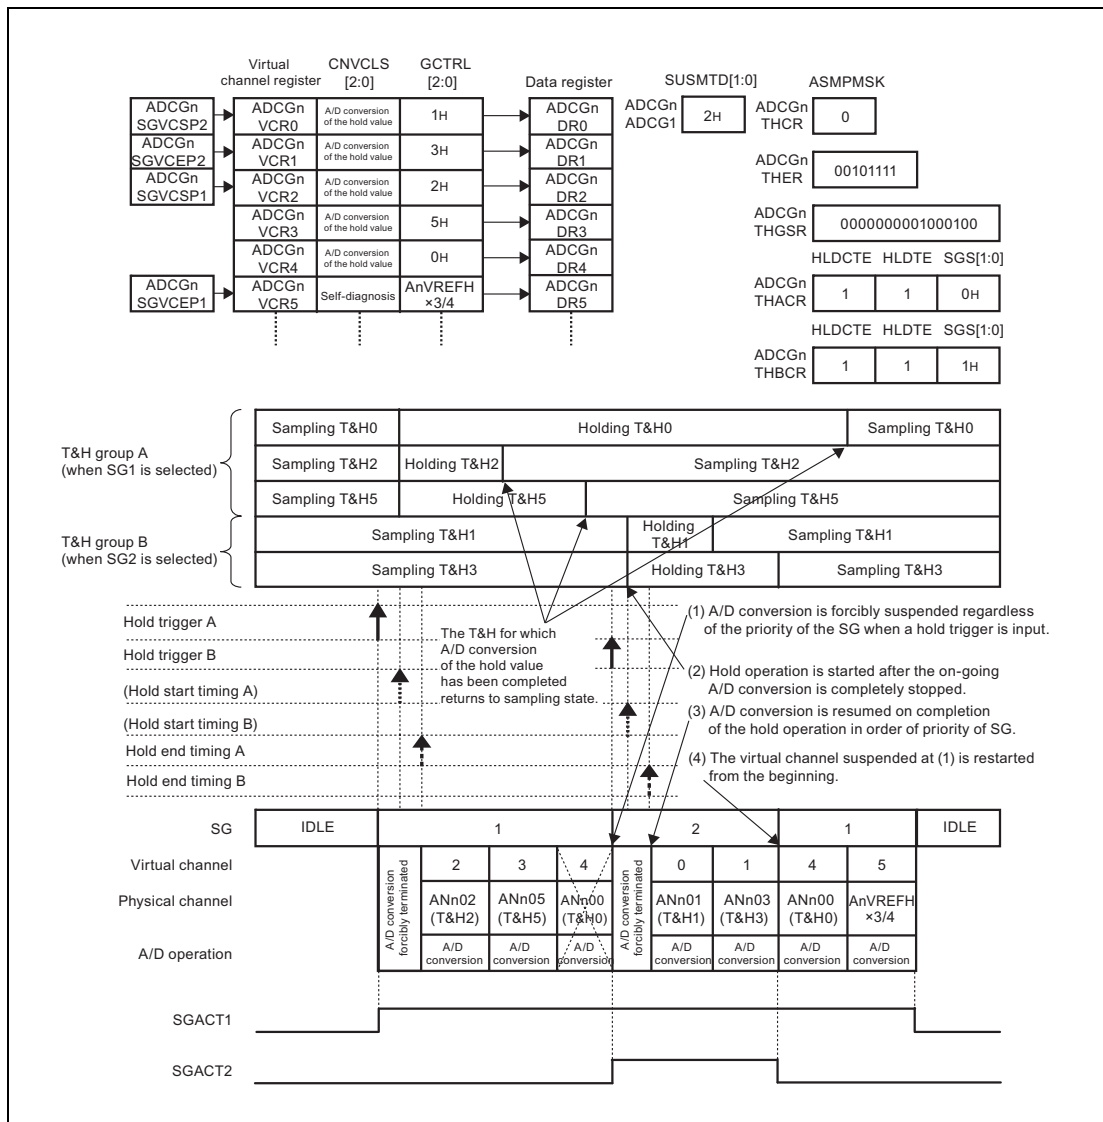 Virtual channel register
CNVCLS [2:0]
GCTRL [2:0]
Data register
SUSMTD[1:0]
ASMPMSK
ADCGn SGVCSP2
ADCGn VCR0
A/D conversion of the hold value
1H
ADCGn DR0
ADCGn ADCG1
2H
ADCGn THCR
0
ADCGn SGVCEP2
ADCGn VCR1
A/D conversion of the hold value
3H
ADCGn DR1
ADCGn THER
00101111
ADCGn SGVCSP1
ADCGn VCR2
A/D conversion of the hold value
2H
ADCGn DR2
ADCGn VCR3
A/D conversion of the hold value
5H
ADCGn DR3
ADCGn THGSR
0000000001000100
ADCGn VCR4
A/D conversion of the hold value
0H
ADCGn DR4
HLDCTE HLDTE SGS[1:0]
ADCGn SGVCEP1
ADCGn VCR5
Self-diagnosis
AnVREFH ×3/4
ADCGn DR5
ADCGn THACR
1 1 0H
HLDCTE HLDTE SGS[1:0]
ADCGn THBCR
1 1 1H
T&H group A
(when SG1 is selected)
Sampling T&H0 Holding T&H0 Sampling T&H0
Sampling T&H2 Holding T&H2 Sampling T&H2
Sampling T&H5 Holding T&H5 Sampling T&H5
T&H group B
(when SG2 is selected)
Sampling T&H1 Holding T&H1 Sampling T&H1
Sampling T&H3 Holding T&H3 Sampling T&H3
Hold trigger A
Hold trigger B
(Hold start timing A)
(Hold start timing B)
Hold end timing A
Hold end timing B
The T&H for which
A/D conversion
of the hold value
has been completed
returns to sampling state.
(1) A/D conversion is forcibly suspended regardless
of the priority of the SG when a hold trigger is input.
(2) Hold operation is started after the on-going
A/D conversion is completely stopped.
(3) A/D conversion is resumed on completion
of the hold operation in order of priority of SG.
(4) The virtual channel suspended at (1) is restarted
from the beginning.
SG
IDLE 1 2 1 IDLE
Virtual channel
A/D conversion
forcibly terminated
2 3 4
A/D conversion
forcibly terminated
0 1 4 5
Physical channel
ANn02 (T&H2)
ANn05 (T&H5)
ANn00 (T&H0)
ANn01 (T&H1)
ANn03 (T&H3)
ANn00 (T&H0)
AnVREFH ×3/4
A/D operation
A/D conversion
A/D conversion
A/D conversion
A/D conversion
A/D conversion
A/D conversion
A/D conversion
SGACT1
SGACT2